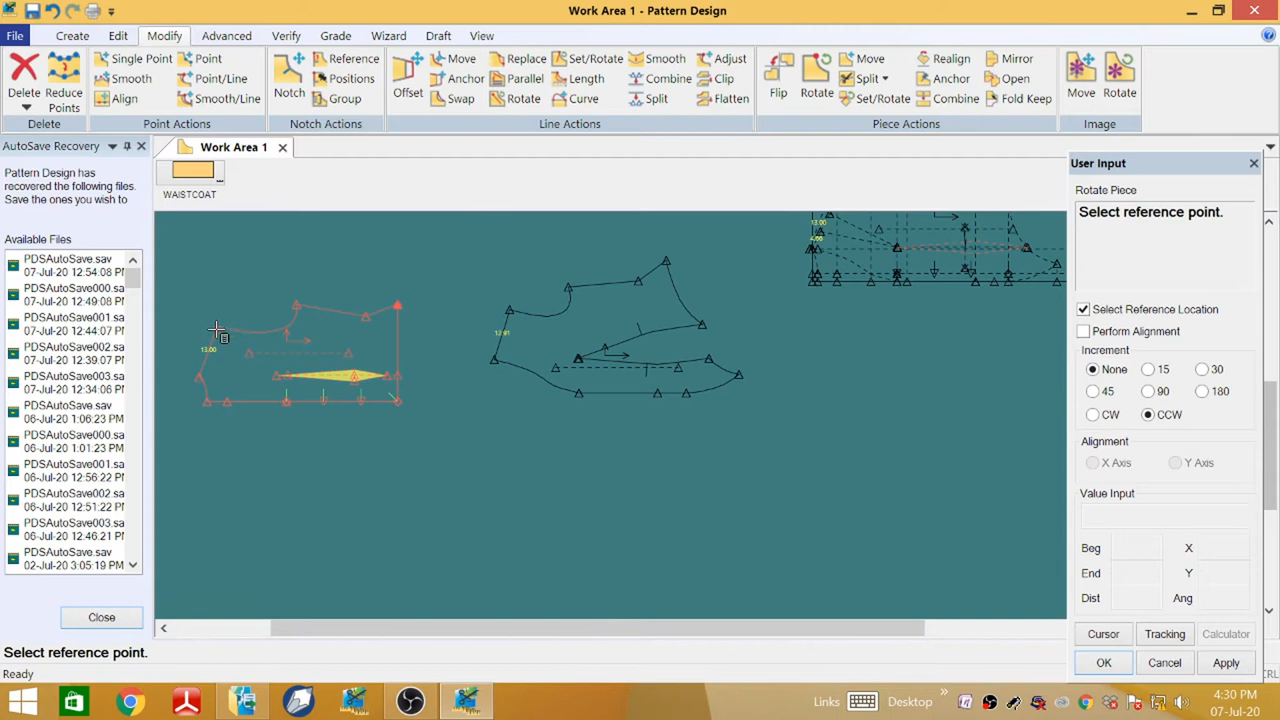 Work Area 1 - Pattern Design
File Create Edit Modify Advanced Verify Grade Wizard Draft View
Delete Reduce Points
Single Point Point
Smooth Point/Line
Align Smooth/Line
Notch Reference
Positions
Group
Offset Move Replace Set/Rotate Smooth Adjust
Anchor Parallel Length Combine Clip
Swap Rotate Curve Split Flatten
Flip Rotate Move Realign Mirror
Split Anchor Open
Set/Rotate Combine Fold Keep
Move Rotate
Delete Point Actions Notch Actions Line Actions Piece Actions Image
AutoSave Recovery
Work Area 1
Pattern Design has
recovered the following files.
Save the ones you wish to
WAISTCOAT
Available Files
PDSAutoSave.sav
07-Jul-20 12:54:08 PM
PDSAutoSave000.sav
07-Jul-20 12:49:08 PM
PDSAutoSave001.sav
07-Jul-20 12:44:07 PM
PDSAutoSave002.sav
07-Jul-20 12:39:07 PM
PDSAutoSave003.sav
07-Jul-20 12:34:06 PM
PDSAutoSave.sav
06-Jul-20 1:06:23 PM
PDSAutoSave000.sa
06-Jul-20 1:01:23 PM
PDSAutoSave001.sa
06-Jul-20 12:56:22 PM
PDSAutoSave002.sa
06-Jul-20 12:51:22 PM
PDSAutoSave003.sa
06-Jul-20 12:46:21 PM
PDSAutoSave.sav
02-Jul-20 3:05:19 PM
Close
13.00
13.00
User Input
Rotate Piece
Select reference point.
Select Reference Location
Perform Alignment
Increment
None 15 30
45 90 180
CW CCW
Alignment
X Axis Y Axis
Value Input
Beg X
End Y
Dist Ang
Cursor Tracking Calculator
OK Cancel Apply
Select reference point.
Ready
Links Desktop
4:30 PM
07-Jul-20